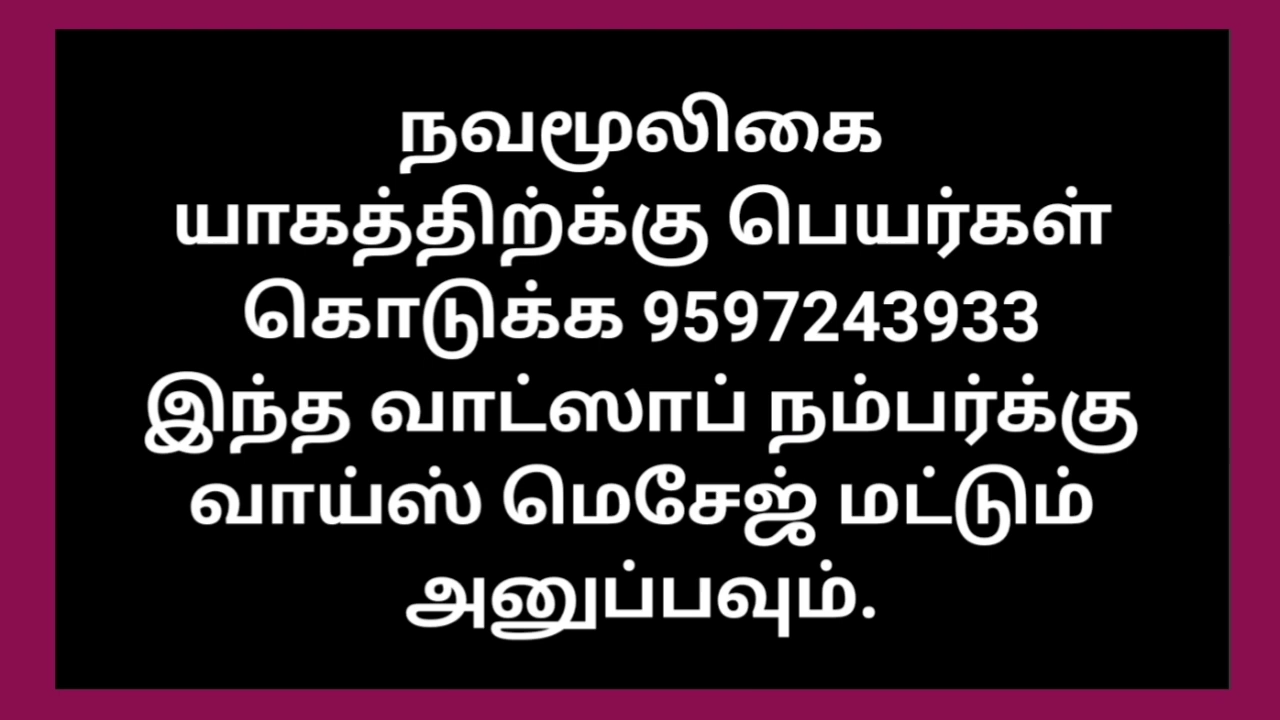 நவமூலிகை
யாகத்திற்க்கு பெயர்கள்
கொடுக்க 9597243933
இந்த வாட்ஸாப் நம்பர்க்கு
வாய்ஸ் மெசேஜ் மட்டும்
அனுப்பவும்.